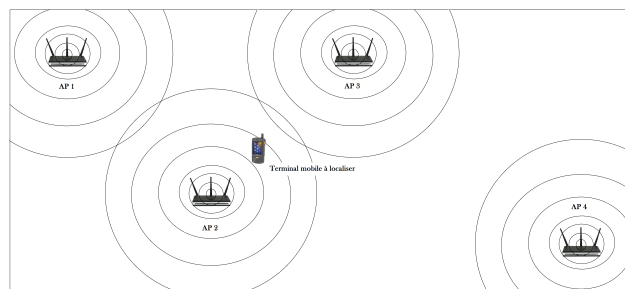 AP 1
AP 3
Terminal mobile à localiser
AP 2
AP 4